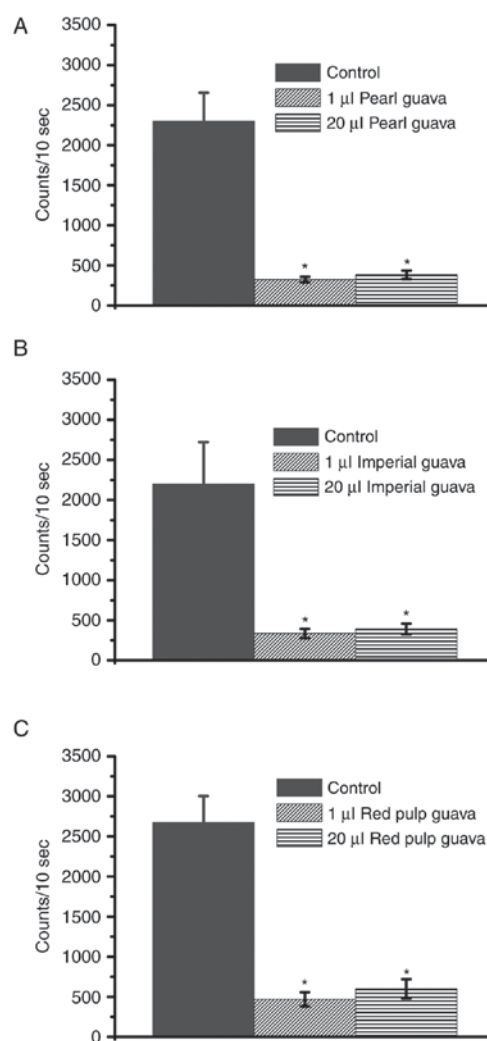 A
3500
3000
2500
2000
1500
1000
500
0
Counts/10 sec
Control
1 μl Pearl guava
20 μl Pearl guava
*
*
B
3500
3000
2500
2000
1500
1000
500
0
Counts/10 sec
Control
1 μl Imperial guava
20 μl Imperial guava
*
*
C
3500
3000
2500
2000
1500
1000
500
0
Counts/10 sec
Control
1 μl Red pulp guava
20 μl Red pulp guava
*
*